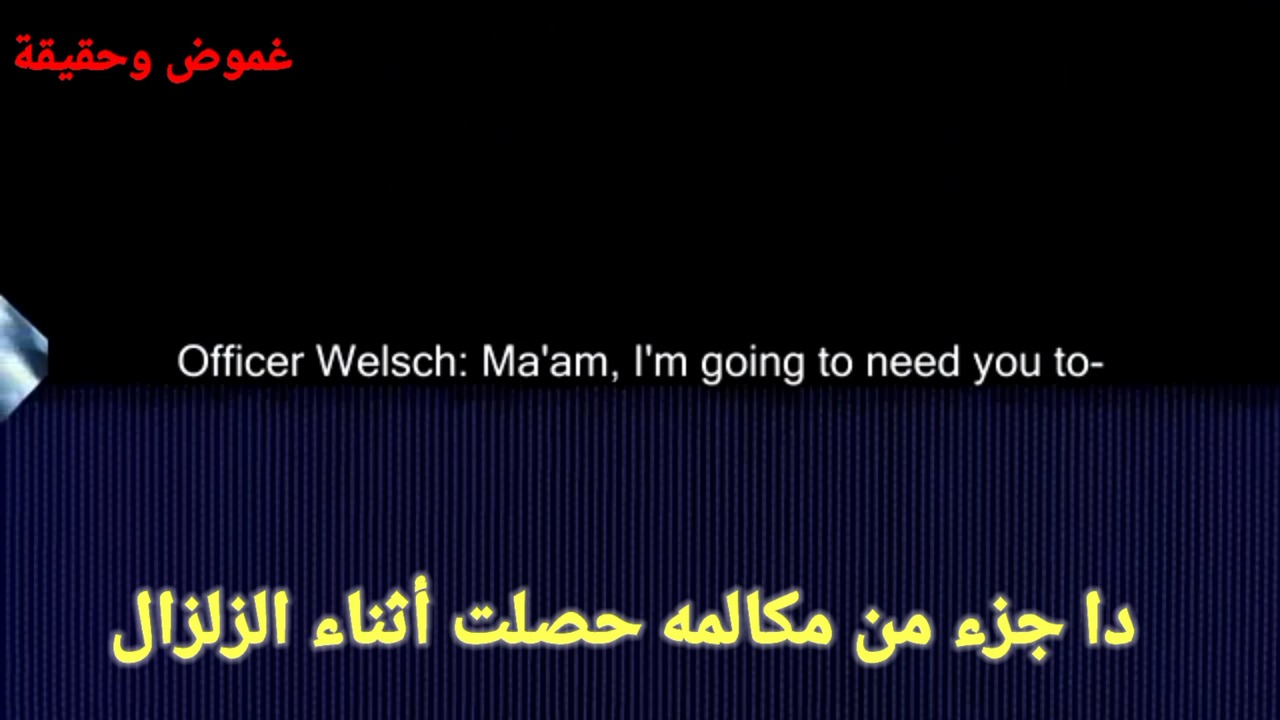 غموض وحقيقة
Officer Welsch: Ma'am, I'm going to need you to-
دا جزء من مكالمه حصلت أثناء الزلزال